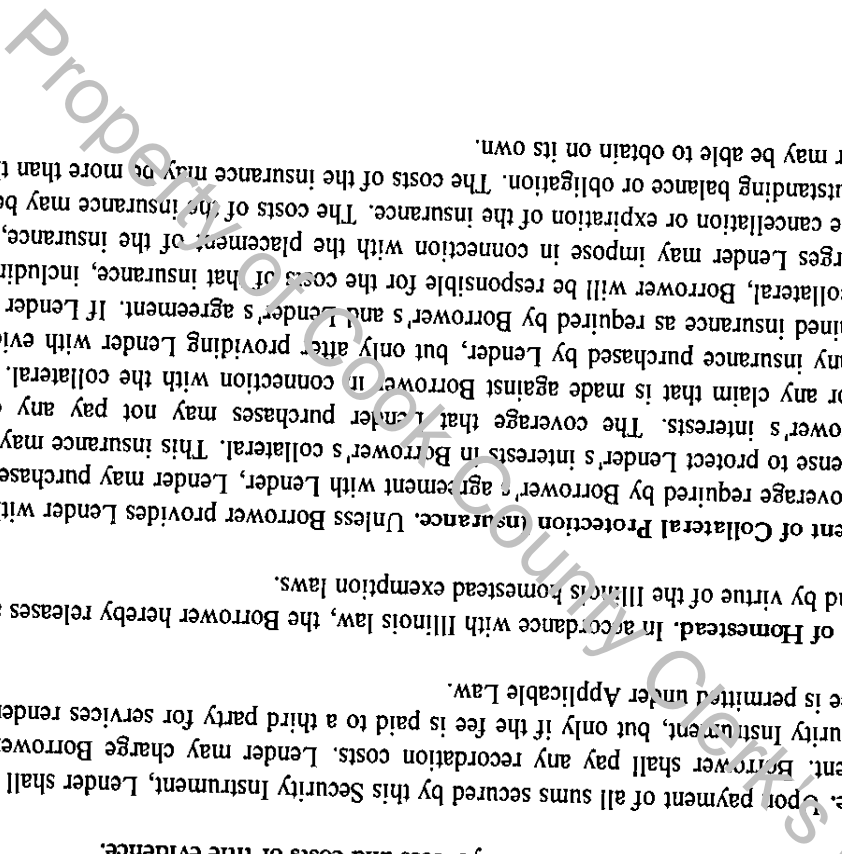 costs of title evidence.
e. Upon payment of all sums secured by this Security Instrument, Lender shall
ent. Borrower shall pay any recordation costs. Lender may charge Borrowe
urity Instrument, but only if the fee is paid to a third party for services render
ee is permitted under Applicable Law.
of Homestead. In accordance with Illinois law, the Borrower hereby releases
nd by virtue of the Illinois homestead exemption laws.
ent of Collateral Protection Insurance. Unless Borrower provides Lender wit
overage required by Borrower's agreement with Lender, Lender may purchase
ense to protect Lender's interests in Borrower's collateral. This insurance may
ower's interests. The coverage that Lender purchases may not pay any
or any claim that is made against Borrower in connection with the collateral.
ny insurance purchased by Lender, but only after providing Lender with evi
ined insurance as required by Borrower's and Lender's agreement. If Lender
ollateral, Borrower will be responsible for the costs of that insurance, includin
rges Lender may impose in connection with the placement of the insurance,
e cancellation or expiration of the insurance. The costs of the insurance may be
utstanding balance or obligation. The costs of the insurance may be more than t
r may be able to obtain on its own.
Property of Cook County Clerk's